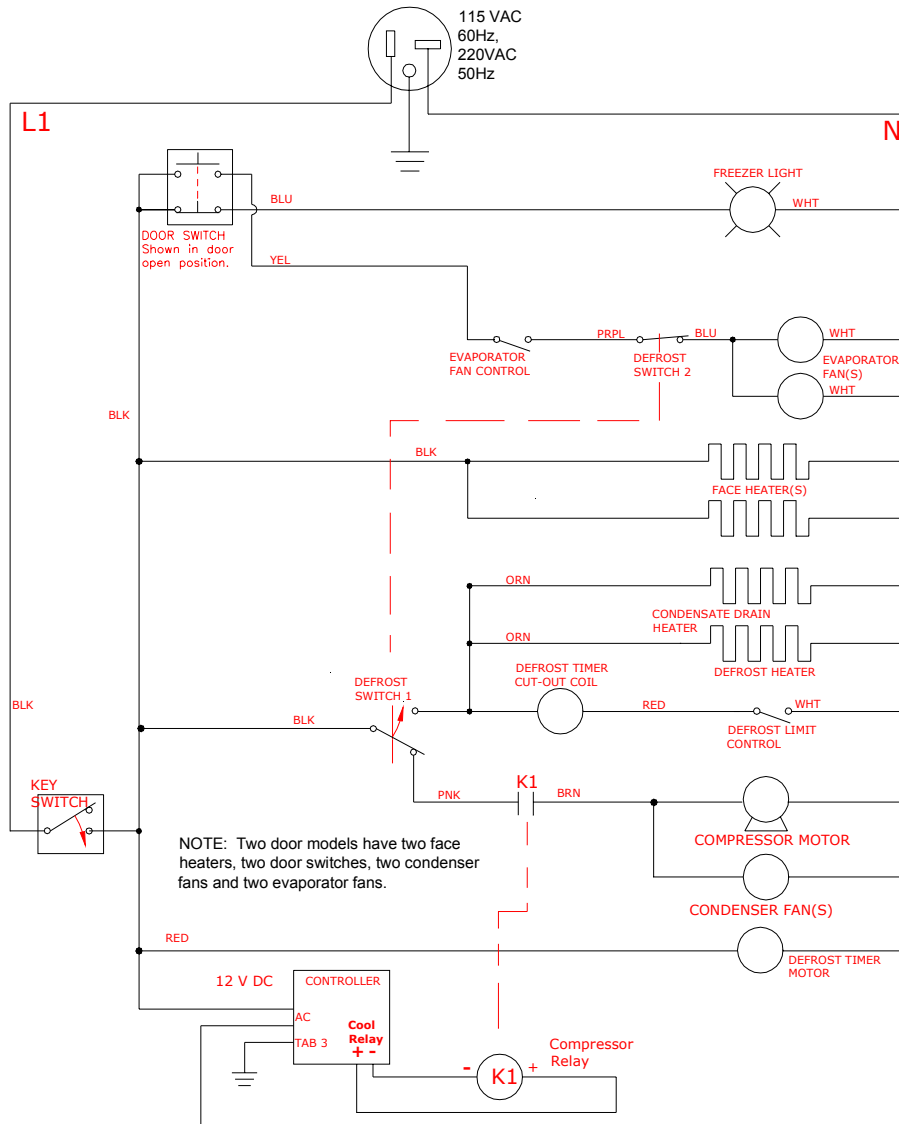 115 VAC
60Hz,
220VAC
50Hz
L1
N
FREEZER LIGHT
BLU
WHT
DOOR SWITCH
Shown in door
open position.
YEL
PRPL
BLU
WHT
EVAPORATOR
FAN CONTROL
DEFROST
SWITCH 2
EVAPORATOR
FAN(S)
WHT
BLK
BLK
FACE HEATER(S)
ORN
CONDENSATE DRAIN
HEATER
ORN
DEFROST HEATER
DEFROST TIMER
CUT-OUT COIL
DEFROST
SWITCH 1
BLK
BLK
RED
WHT
DEFROST LIMIT
CONTROL
KEY
SWITCH
PNK
K1
BRN
COMPRESSOR MOTOR
NOTE: Two door models have two face
heaters, two door switches, two condenser
fans and two evaporator fans.
CONDENSER FAN(S)
RED
DEFROST TIMER
MOTOR
12 V DC
CONTROLLER
AC
TAB 3
Cool
Relay
+ -
- K1 +
Compressor
Relay